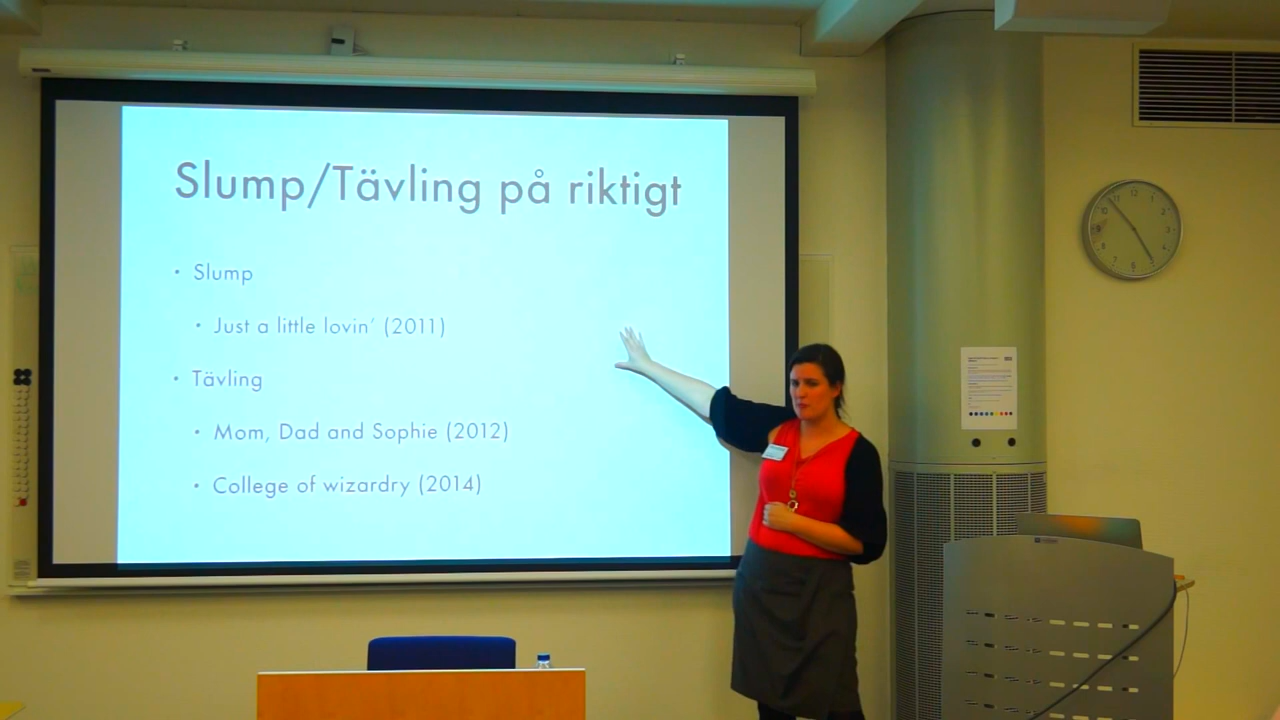 Slump/Tävling på riktigt
• Slump
• Just a little lovin' (2011)
• Tävling
• Mom, Dad and Sophie (2012)
• College of wizardry (2014)